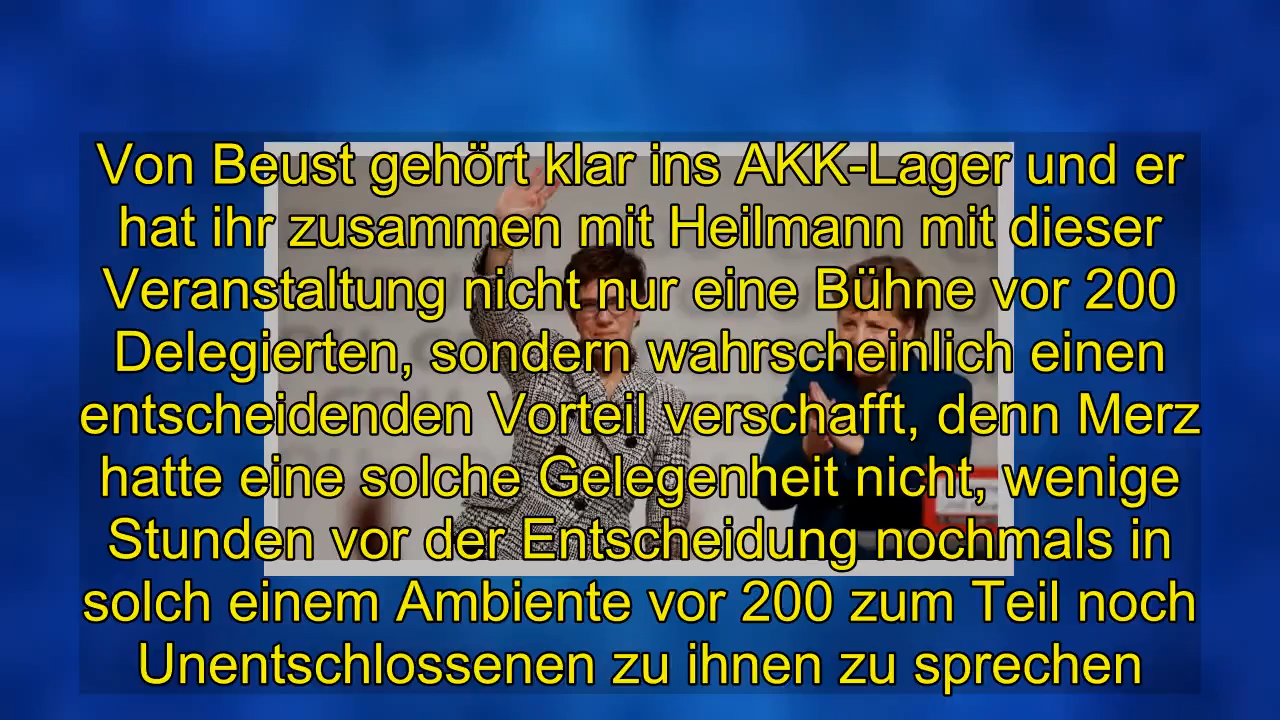 Von Beust gehört klar ins AKK-Lager und er
hat ihr zusammen mit Heilmann mit dieser
Veranstaltung nicht nur eine Bühne vor 200
Delegierten, sondern wahrscheinlich einen
entscheidenden Vorteil verschafft, denn Merz
hatte eine solche Gelegenheit nicht, wenige
Stunden vor der Entscheidung nochmals in
solch einem Ambiente vor 200 zum Teil noch
Unentschlossenen zu ihnen zu sprechen